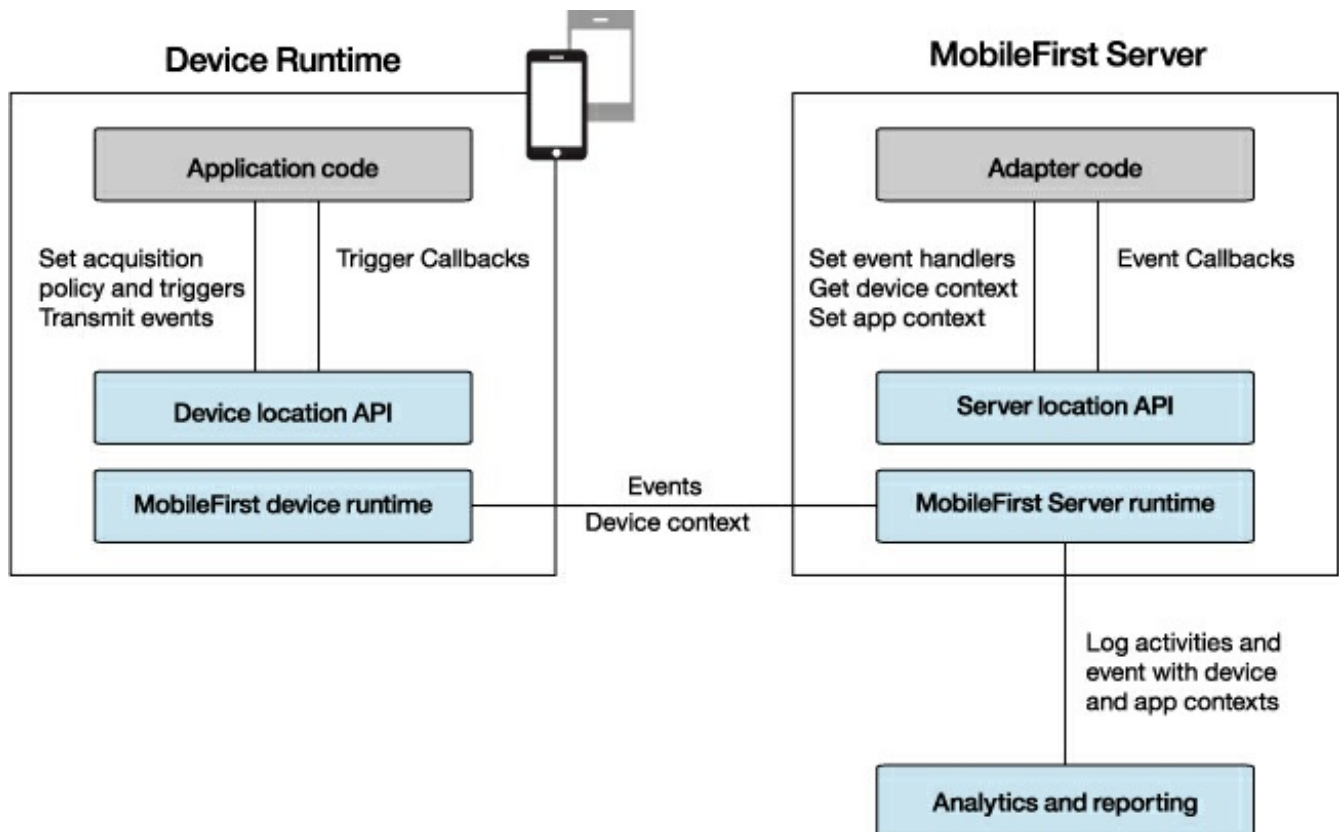 Device Runtime
MobileFirst Server
Application code
Adapter code
Set acquisition
policy and triggers
Transmit events
Trigger Callbacks
Set event handlers
Get device context
Set app context
Event Callbacks
Device location API
Server location API
MobileFirst device runtime
Events
Device context
MobileFirst Server runtime
Log activities and
event with device
and app contexts
Analytics and reporting